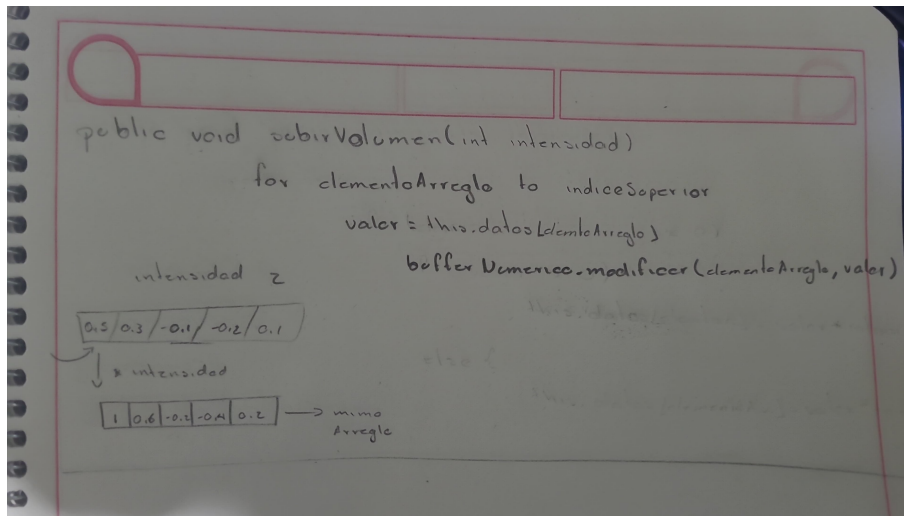 public void subirVolumen(int intensidad)
for elementoArreglo to indiceSuperior
valor = this.datos[elemtoArreglo]
bufferNumerico.modificar(elementoArreglo, valor)
intensidad 2
0.5 / 0.3 / -0.1 / -0.2 / 0.1
* intensidad
1 | 0.6 | -0.2 | -0.4 | 0.2 → mimo
Arreglo